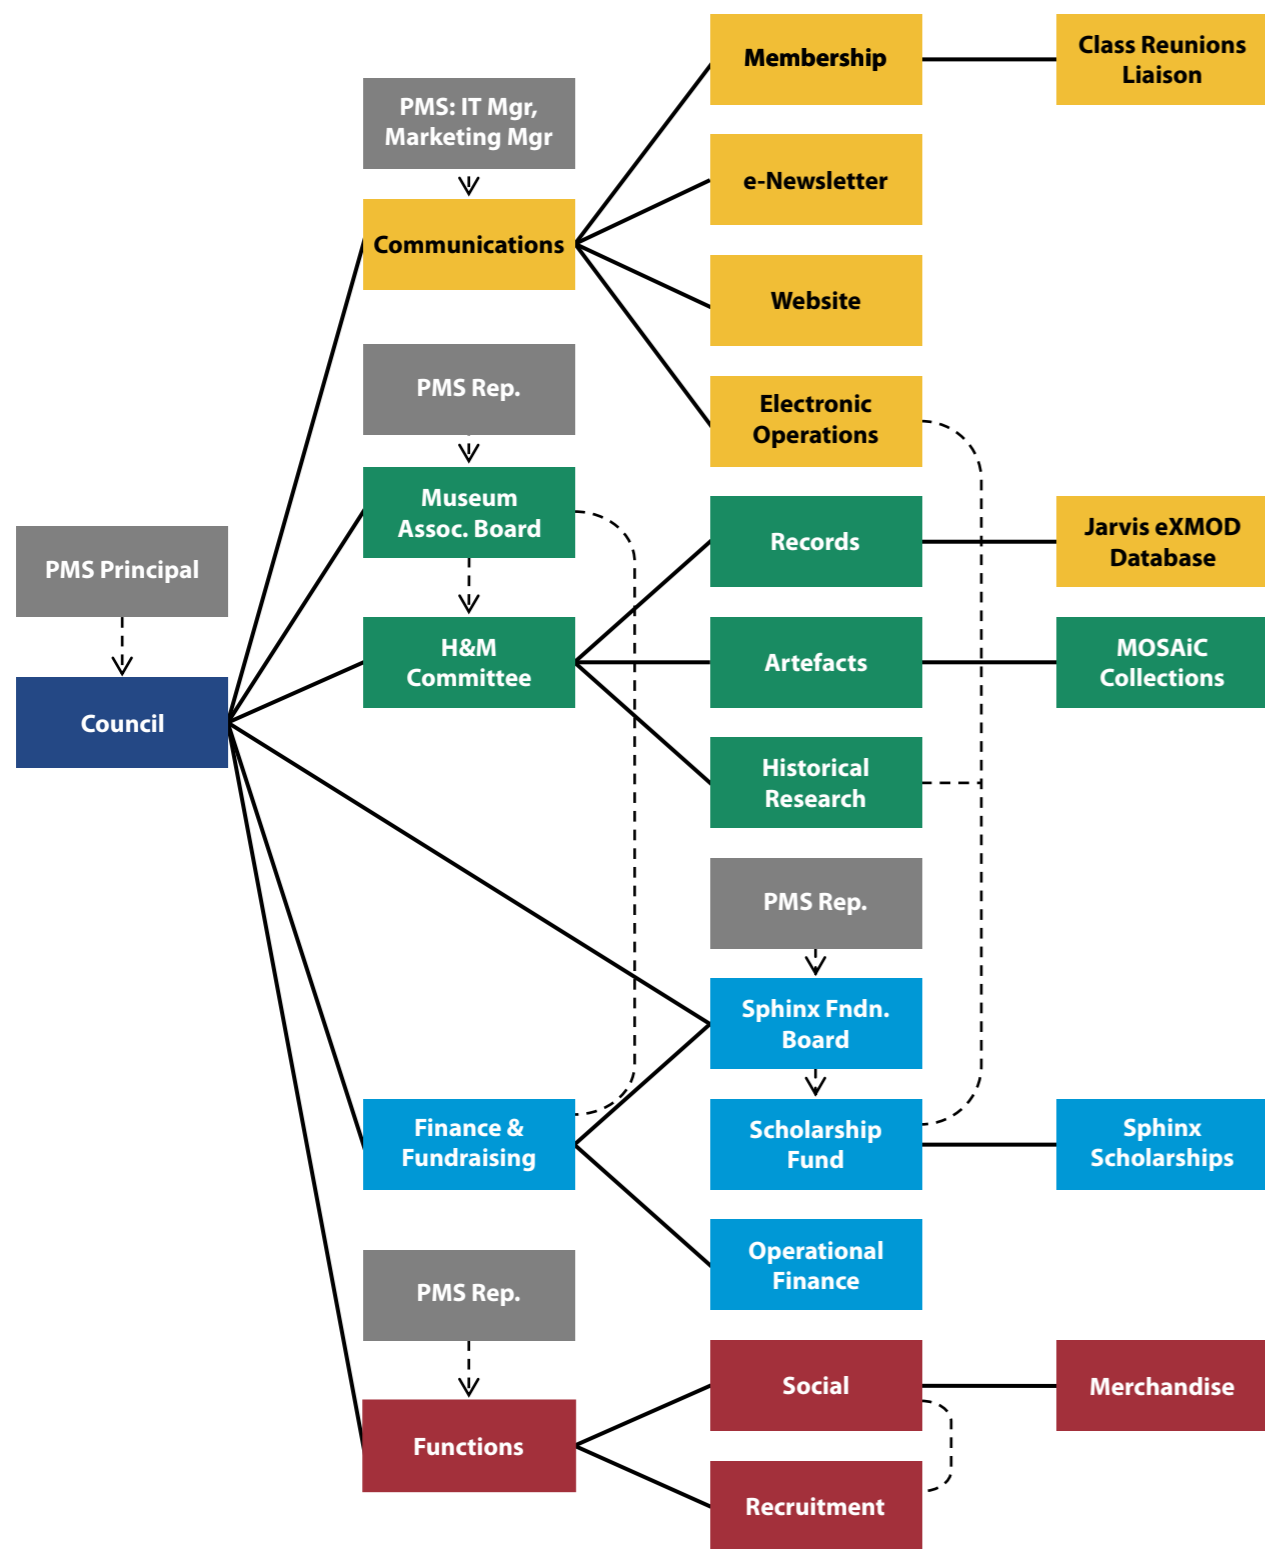 Membership
Class Reunions
Liaison
PMS: IT Mgr,
Marketing Mgr
e-Newsletter
Communications
Website
PMS Rep.
Electronic
Operations
Museum
Assoc. Board
Records
Jarvis eXMOD
Database
PMS Principal
H&M
Committee
Artefacts
MOSAiC
Collections
Council
Historical
Research
PMS Rep.
Sphinx Fndn.
Board
Finance &
Fundraising
Scholarship
Fund
Sphinx
Scholarships
Operational
Finance
PMS Rep.
Social
Merchandise
Functions
Recruitment